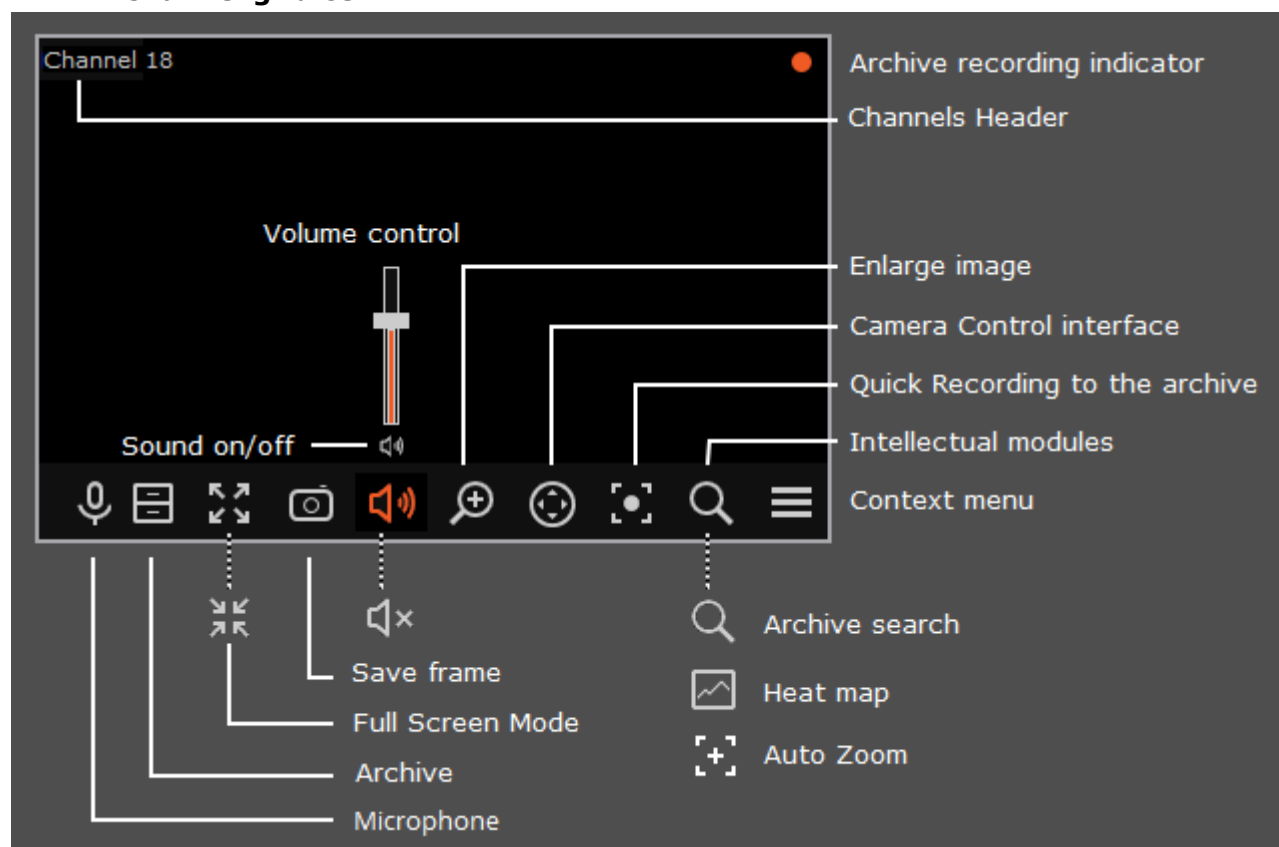 Channel 18
Archive recording indicator
Channels Header
Volume control
Enlarge image
Camera Control interface
Quick Recording to the archive
Sound on/off
Intellectual modules
Context menu
Archive search
Save frame
Heat map
Full Screen Mode
Auto Zoom
Archive
Microphone